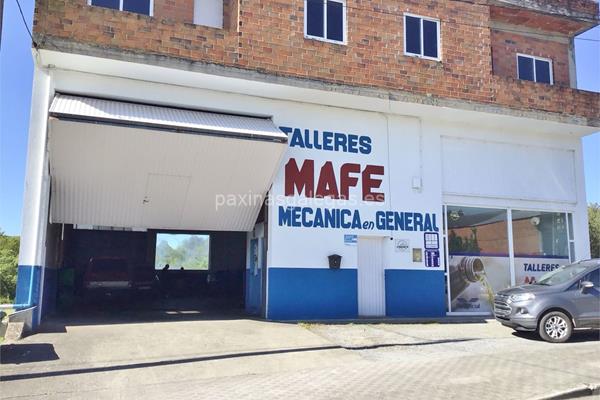 TALLERES
MAFE
MECANICA en GENERAL
paxinasgalegas.es
TALLERES